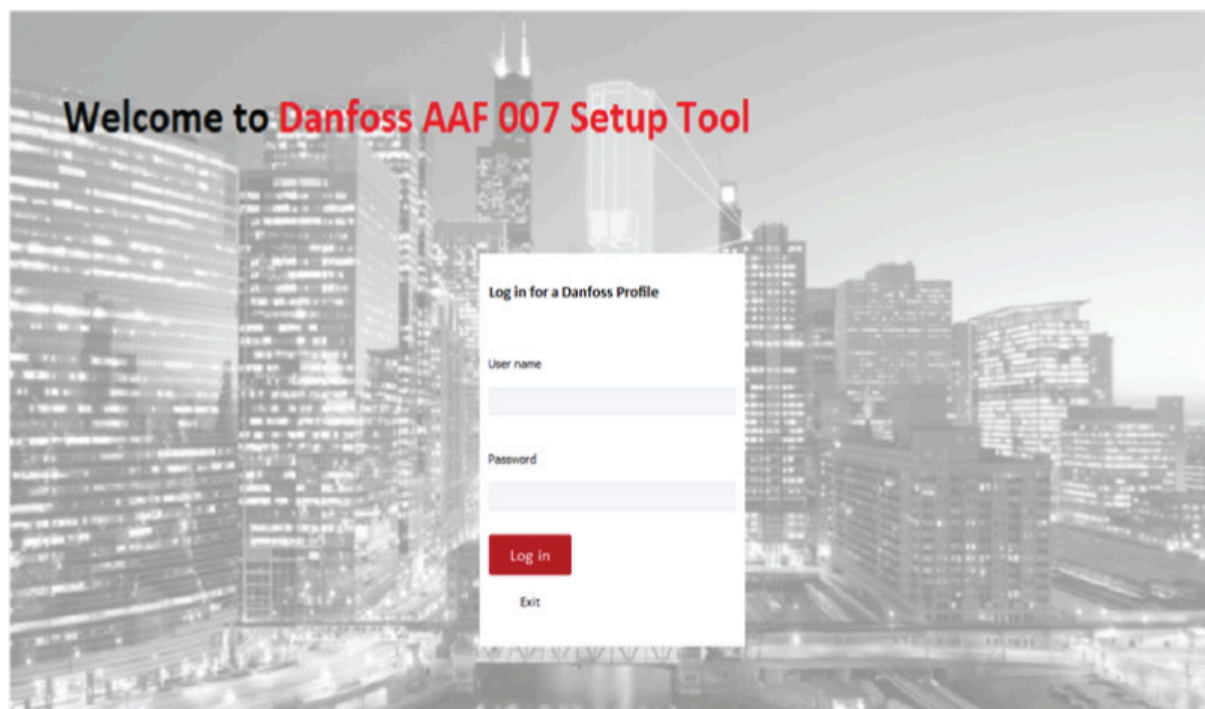 Welcome to Danfoss AAF 007 Setup Tool
Log in for a Danfoss Profile
User name
Password
Log in
Exit